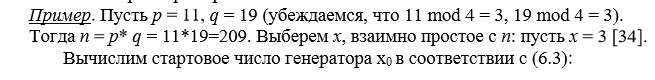 Пример. Пусть p = 11, q = 19 (убеждаемся, что 11 mod 4 = 3, 19 mod 4 = 3).
Тогда n = p* q = 11*19=209. Выберем x, взаимно простое с n: пусть x = 3 [34].
Вычислим стартовое число генератора x₀ в соответствии с (6.3):